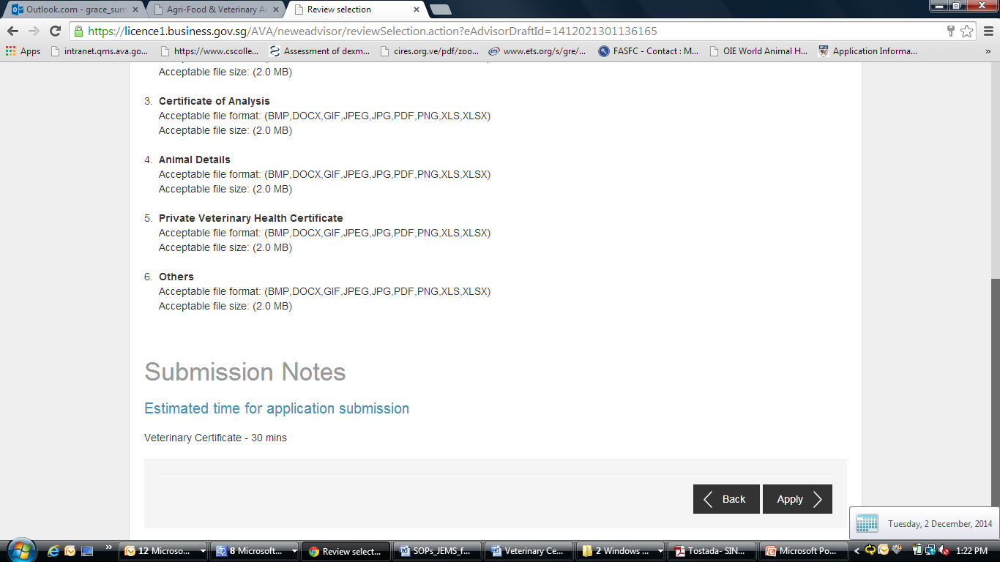 Outlook.com - grace_sum
Agri-Food & Veterinary Au
Review selection
https://licence1.business.gov.sg/AVA/neweadvisor/reviewSelection.action?eAdvisorDraftId=1412021301136165
Apps
intranet.qms.ava.go...
https://www.cscolle...
Assessment of dexm...
cires.org.ve/pdf/zoo...
www.ets.org/s/gre/...
FASFC - Contact : M...
OIE World Animal H...
Application Informa...
»
Acceptable file size: (2.0 MB)
3. Certificate of Analysis
Acceptable file format: (BMP,DOCX,GIF,JPEG,JPG,PDF,PNG,XLS,XLSX)
Acceptable file size: (2.0 MB)
4. Animal Details
Acceptable file format: (BMP,DOCX,GIF,JPEG,JPG,PDF,PNG,XLS,XLSX)
Acceptable file size: (2.0 MB)
5. Private Veterinary Health Certificate
Acceptable file format: (BMP,DOCX,GIF,JPEG,JPG,PDF,PNG,XLS,XLSX)
Acceptable file size: (2.0 MB)
6. Others
Acceptable file format: (BMP,DOCX,GIF,JPEG,JPG,PDF,PNG,XLS,XLSX)
Acceptable file size: (2.0 MB)
Submission Notes
Estimated time for application submission
Veterinary Certificate - 30 mins
Back
Apply
Tuesday, 2 December, 2014
»
12 Microso...
8 Microsoft...
Review select...
SOPs_JEMS_f...
Veterinary Ce...
2 Windows ...
Tostada- SIN...
Microsoft Po...
1:22 PM